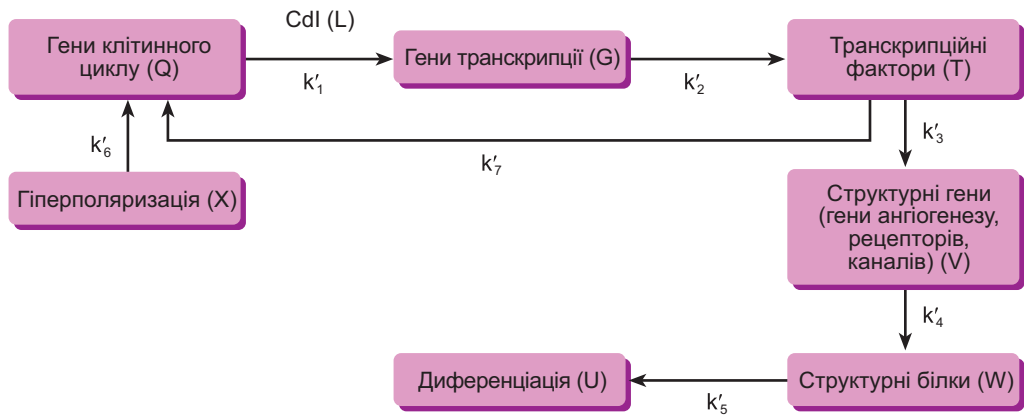 CdI (L)
Гени клітинного
циклу (Q)
k′1
Гени транскрипції (G)
k′2
Транскрипційні
фактори (T)
k′6
k′7
k′3
Гіперполяризація (X)
Структурні гени
(гени ангіогенезу,
рецепторів,
каналів) (V)
k′4
Диференціація (U)
k′5
Структурні білки (W)